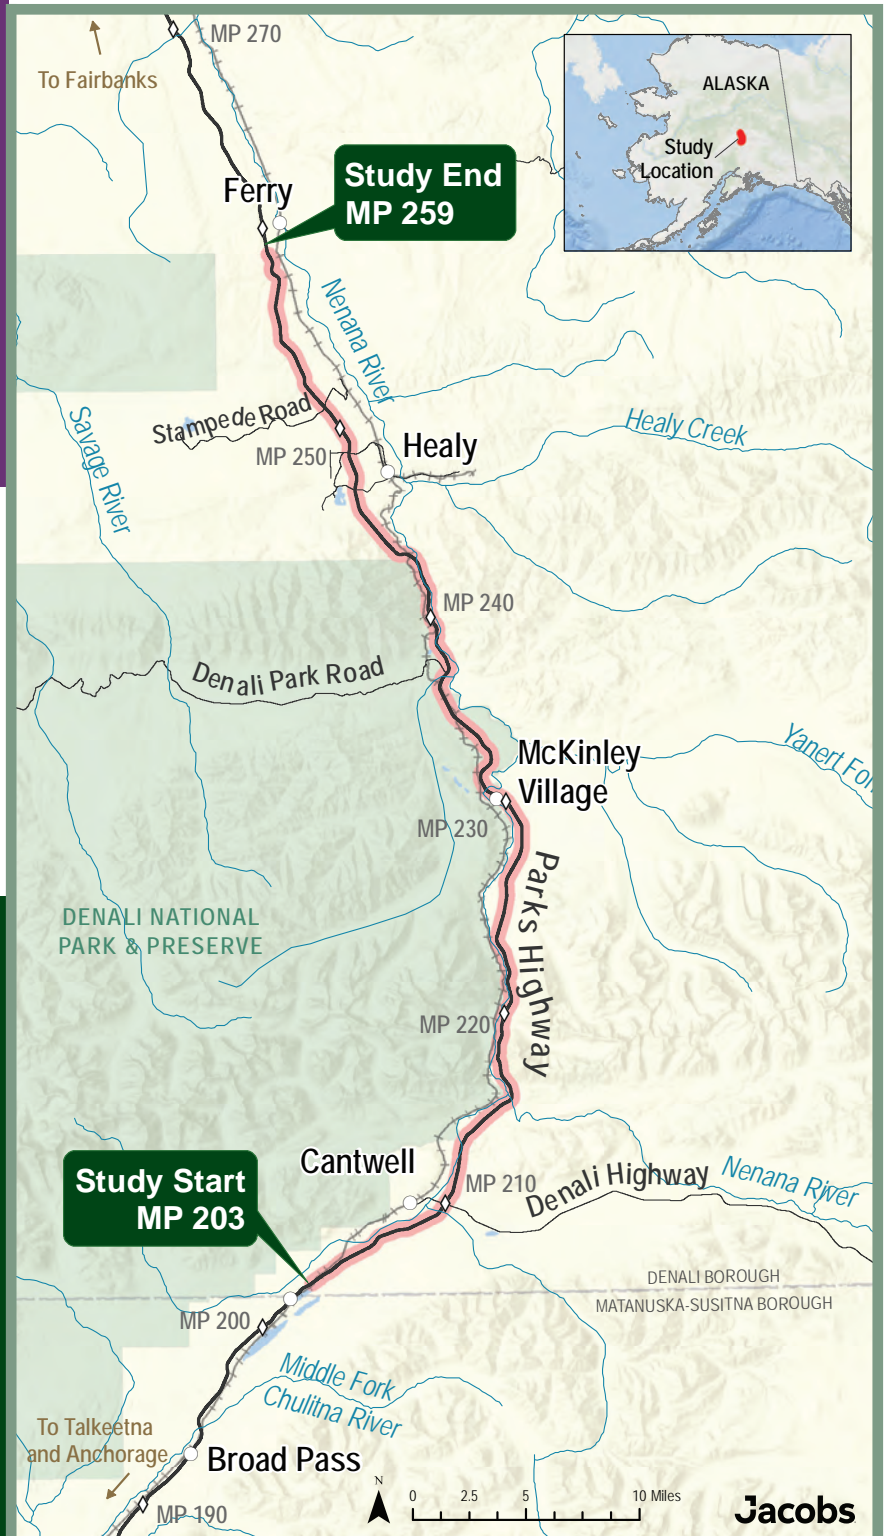 MP 270
To Fairbanks
ALASKA
Study
Location
Ferry
Study End
MP 259
Nenana River
Stampede Road
Savage River
MP 250
Healy
Healy Creek
MP 240
Denali Park Road
McKinley
Village
Yanert For
MP 230
Parks Highway
DENALI NATIONAL
PARK & PRESERVE
MP 220
Cantwell
Study Start
MP 203
MP 210
Denali Highway
Nenana River
DENALI BOROUGH
MATANUSKA-SUSITNA BOROUGH
MP 200
Middle Fork
Chulitna River
To Talkeetna
and Anchorage
Broad Pass
MP 190
N
0 2.5 5 10 Miles
Jacobs